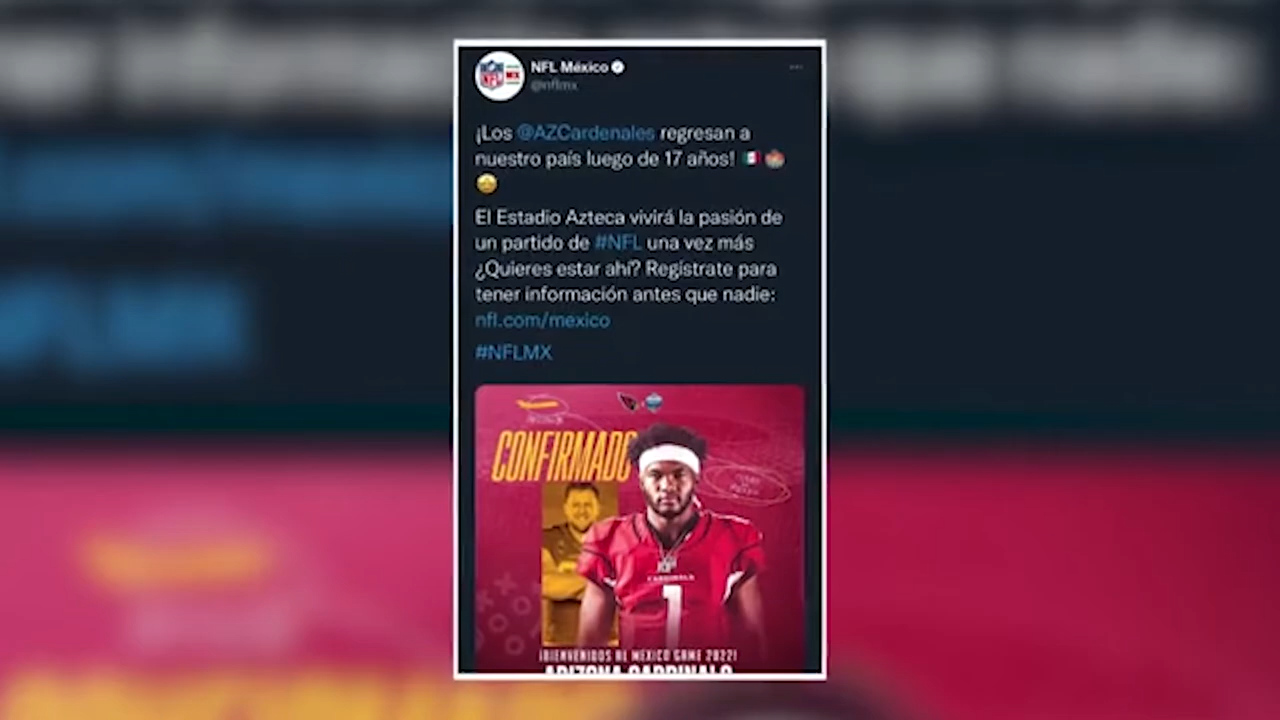 NFL México
@nflmx
¡Los @AZCardenales regresan a
nuestro país luego de 17 años!
El Estadio Azteca vivirá la pasión de
un partido de #NFL una vez más
¿Quieres estar ahí? Regístrate para
tener información antes que nadie:
nfl.com/mexico
#NFLMX
CONFIRMADO
CARDINALS
1
¡BIENVENIDOS AL MEXICO GAME 2022!
ARIZONA CARDINALS